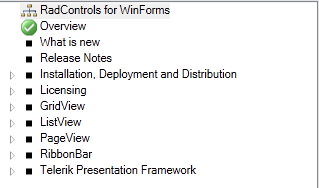 RadControls for WinForms
Overview
What is new
Release Notes
Installation, Deployment and Distribution
Licensing
GridView
ListView
PageView
RibbonBar
Telerik Presentation Framework